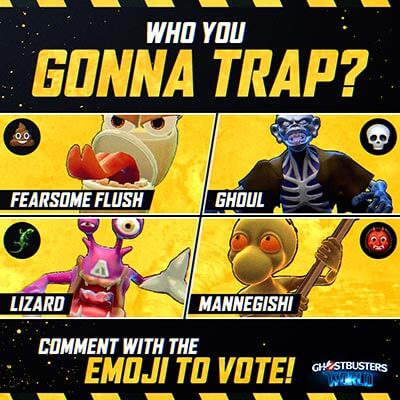 WHO YOU
GONNA TRAP?
FEARSOME FLUSH
GHOUL
LIZARD
MANNEGISHI
COMMENT WITH THE
EMOJI TO VOTE!
GHOSTBUSTERS
WORLD